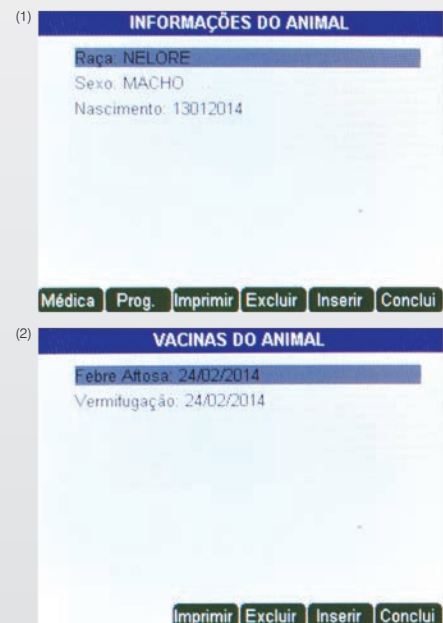 (1)
INFORMAÇÕES DO ANIMAL
Raça: NELORE
Sexo: MACHO
Nascimento: 13012014
Médica Prog. Imprimir Excluir Inserir Conclui
(2)
VACINAS DO ANIMAL
Febre Aftosa: 24/02/2014
Vermifugação: 24/02/2014
Imprimir Excluir Inserir Conclui